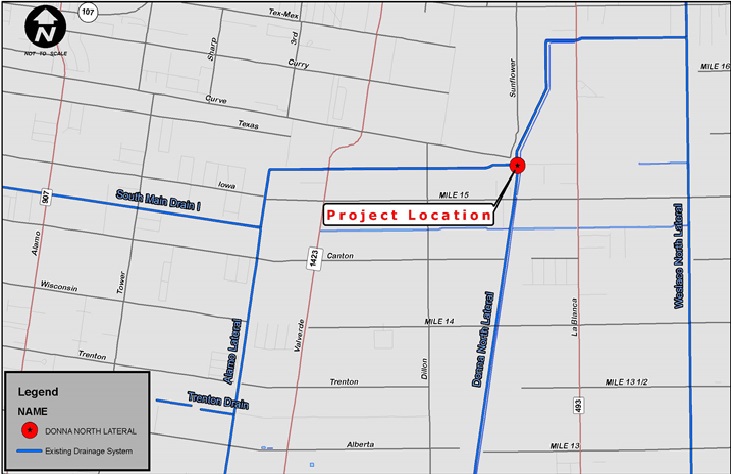 107
Tex-Mex
N
NOT TO SCALE
Sharp
3rd
Curry
Sunflower
MILE 16
Curve
Texas
Iowa
MILE 15
907
South Main Drain I
Project Location
Weslaco North Lateral
Alamo
1423
Canton
Tower
Wisconsin
La Blanca
Valverde
MILE 14
Alamo Lateral
Donna North Lateral
Dillon
Trenton
Trenton
MILE 13 1/2
Trenton Drain
493
Legend
NAME
DONNA NORTH LATERAL
Existing Drainage System
Alberta
MILE 13